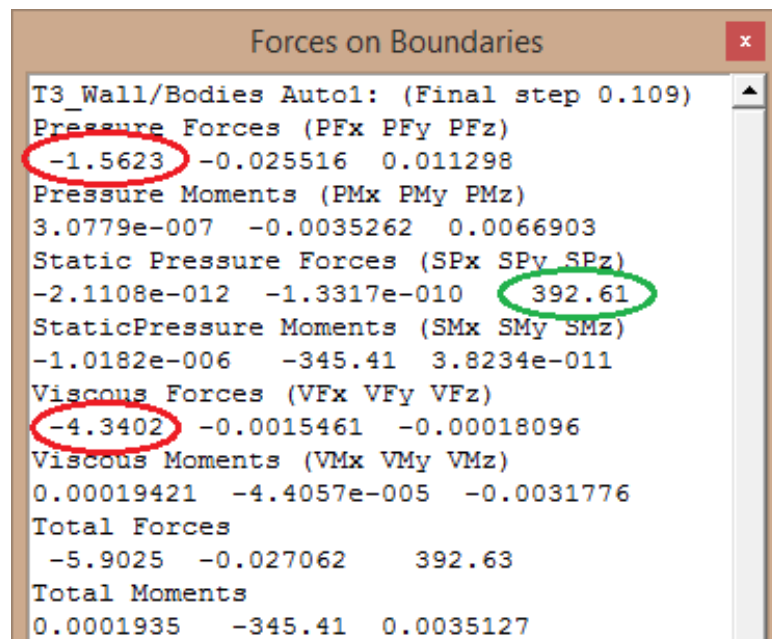 Forces on Boundaries
x
T3_Wall/Bodies Auto1: (Final step 0.109)
Pressure Forces (PFx PFy PFz)
-1.5623 -0.025516 0.011298
Pressure Moments (PMx PMy PMz)
3.0779e-007 -0.0035262 0.0066903
Static Pressure Forces (SPx SPy SPz)
-2.1108e-012 -1.3317e-010 392.61
StaticPressure Moments (SMx SMy SMz)
-1.0182e-006 -345.41 3.8234e-011
Viscous Forces (VFx VFy VFz)
-4.3402 -0.0015461 -0.00018096
Viscous Moments (VMx VMy VMz)
0.00019421 -4.4057e-005 -0.0031776
Total Forces
-5.9025 -0.027062 392.63
Total Moments
0.0001935 -345.41 0.0035127